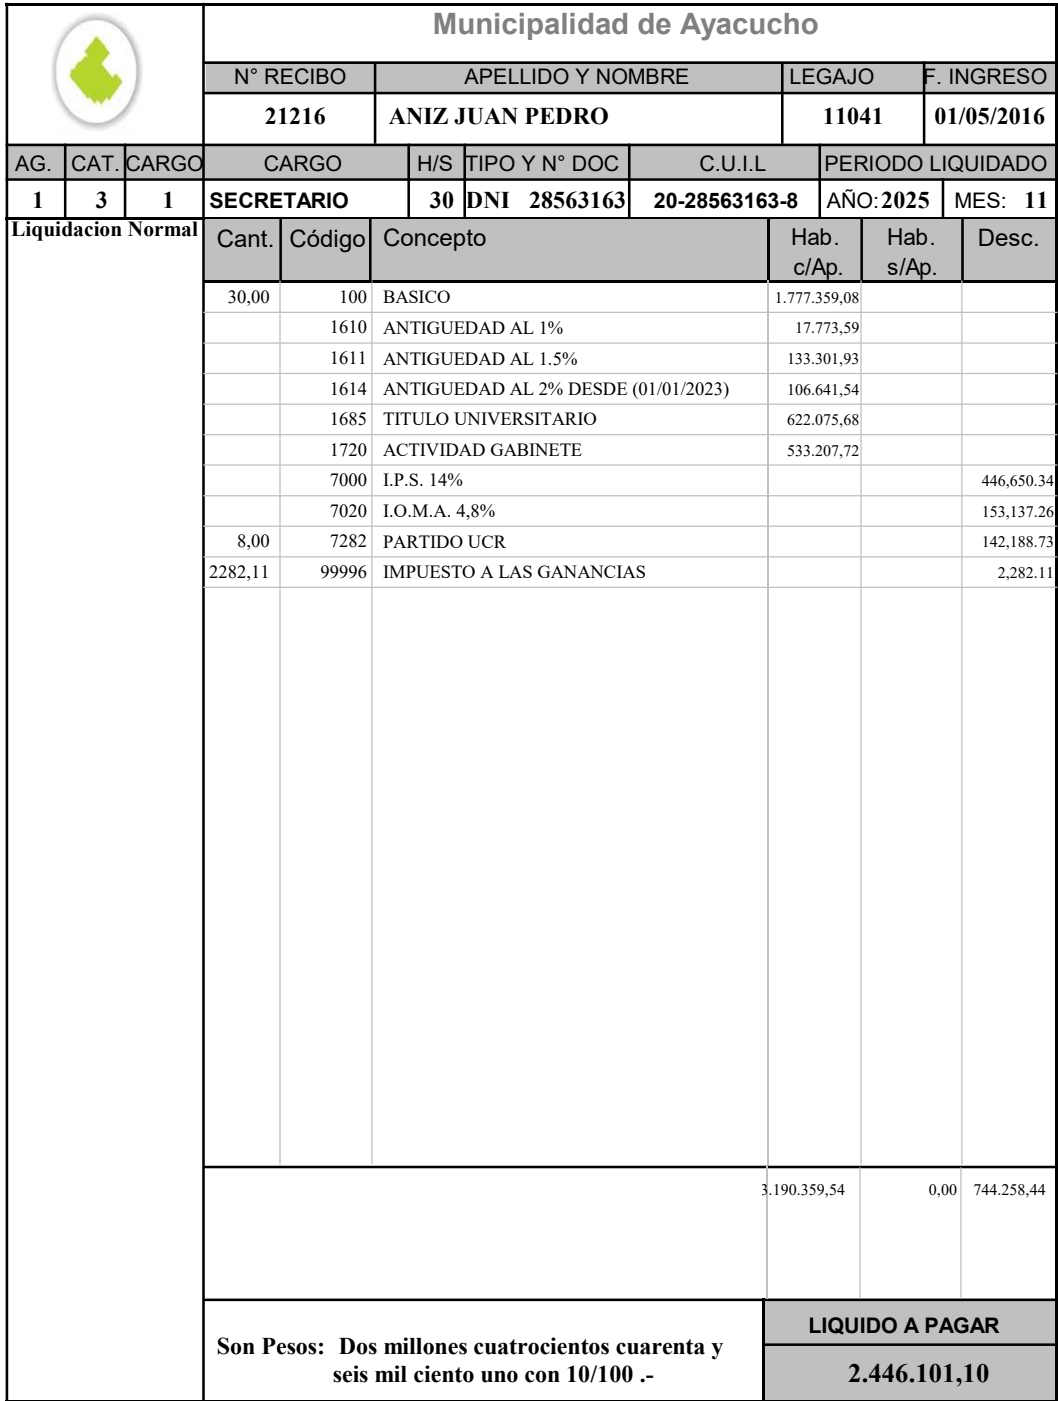 Municipalidad de Ayacucho
N° RECIBO APELLIDO Y NOMBRE LEGAJO F. INGRESO
21216 ANIZ JUAN PEDRO 11041 01/05/2016
AG. CAT. CARGO CARGO H/S TIPO Y N° DOC C.U.I.L PERIODO LIQUIDADO
1 3 1 SECRETARIO 30 DNI 28563163 20-28563163-8 AÑO: 2025 MES: 11
Liquidacion Normal
Cant. Código Concepto Hab. c/Ap. Hab. s/Ap. Desc.
30,00 100 BASICO 1.777.359,08
1610 ANTIGUEDAD AL 1% 17.773,59
1611 ANTIGUEDAD AL 1.5% 133.301,93
1614 ANTIGUEDAD AL 2% DESDE (01/01/2023) 106.641,54
1685 TITULO UNIVERSITARIO 622.075,68
1720 ACTIVIDAD GABINETE 533.207,72
7000 I.P.S. 14% 446,650.34
7020 I.O.M.A. 4,8% 153,137.26
8,00 7282 PARTIDO UCR 142,188.73
2282,11 99996 IMPUESTO A LAS GANANCIAS 2,282.11
3.190.359,54 0,00 744.258,44
Son Pesos: Dos millones cuatrocientos cuarenta y
seis mil ciento uno con 10/100 .-
LIQUIDO A PAGAR
2.446.101,10